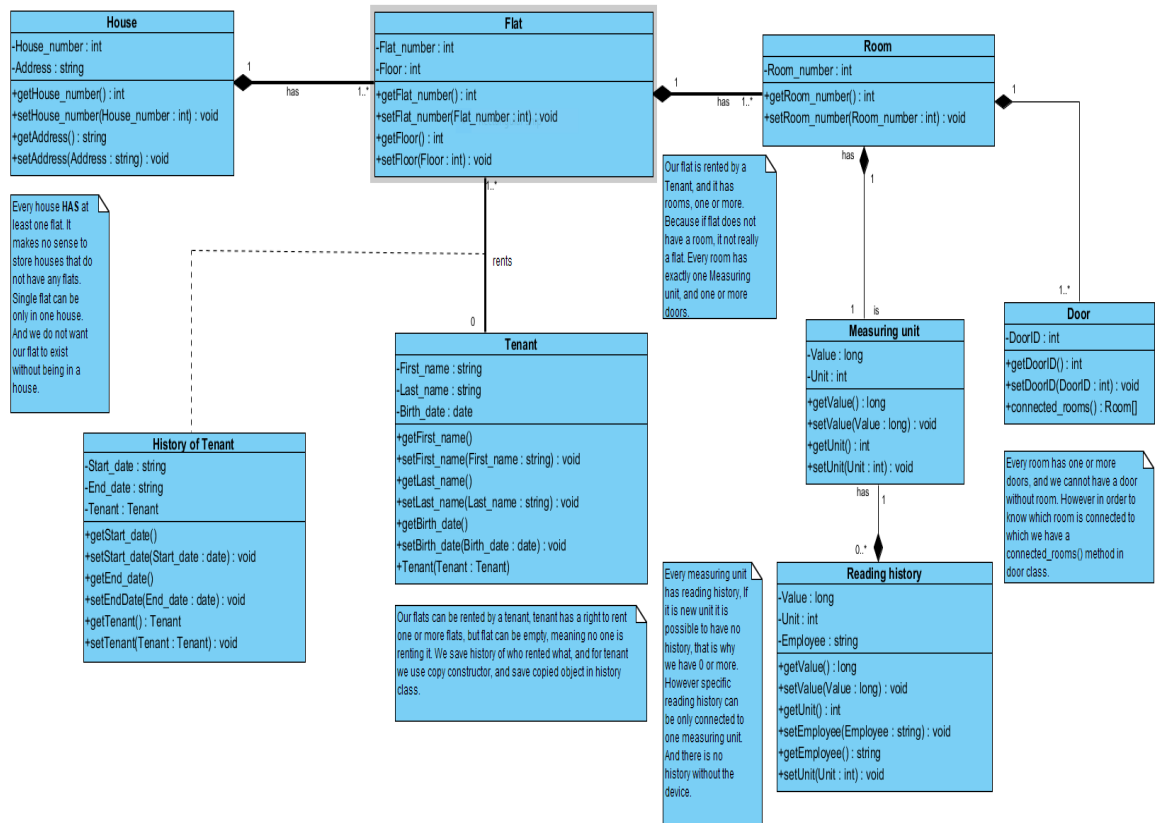 House
-House_number : int
-Address : string
+getHouse_number() : int
+setHouse_number(House_number : int) : void
+getAddress() : string
+setAddress(Address : string) : void
1
has
1..*
Flat
-Flat_number : int
-Floor : int
+getFlat_number() : int
+setFlat_number(Flat_number : int) : void
+getFloor() : int
+setFloor(Floor : int) : void
1
has
1..*
Room
-Room_number : int
+getRoom_number() : int
+setRoom_number(Room_number : int) : void
1
has
1
1..*
rents
0
1
is
1..*
Every house HAS at
least one flat. It
makes no sense to
store houses that do
not have any flats.
Single flat can be
only in one house.
And we do not want
our flat to exist
without being in a
house.
Our flat is rented by a
Tenant, and it has
rooms, one or more.
Because if flat does not
have a room, it not really
a flat. Every room has
exactly one Measuring
unit, and one or more
doors.
Tenant
-First_name : string
-Last_name : string
-Birth_date : date
+getFirst_name()
+setFirst_name(First_name : string) : void
+getLast_name()
+setLast_name(Last_name : string) : void
+getBirth_date()
+setBirth_date(Birth_date : date) : void
+Tenant(Tenant : Tenant)
Measuring unit
-Value : long
-Unit : int
+getValue() : long
+setValue(Value : long) : void
+getUnit() : int
+setUnit(Unit : int) : void
has
1
0..*
Door
-DoorID : int
+getDoorID() : int
+setDoorID(DoorID : int) : void
+connected_rooms() : Room[]
History of Tenant
-Start_date : string
-End_date : string
-Tenant : Tenant
+getStart_date()
+setStart_date(Start_date : date) : void
+getEnd_date()
+setEndDate(End_date : date) : void
+getTenant() : Tenant
+setTenant(Tenant : Tenant) : void
Our flats can be rented by a tenant, tenant has a right to rent
one or more flats, but flat can be empty, meaning no one is
renting it. We save history of who rented what, and for tenant
we use copy constructor, and save copied object in history
class.
Every room has one or more
doors, and we cannot have a door
without room. However in order to
know which room is connected to
which we have a
connected_rooms() method in
door class.
Every measuring unit
has reading history, If
it is new unit it is
possible to have no
history, that is why
we have 0 or more.
However specific
reading history can
be only connected to
one measuring unit.
And there is no
history without the
device.
Reading history
-Value : long
-Unit : int
-Employee : string
+getValue() : long
+setValue(Value : long) : void
+getUnit() : int
+setEmployee(Employee : string) : void
+getEmployee() : string
+setUnit(Unit : int) : void